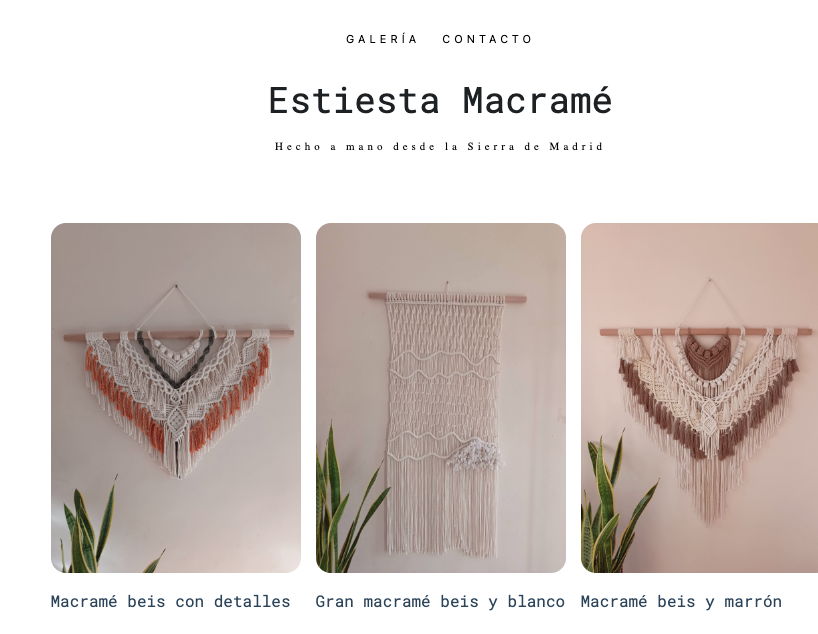 GALERÍA CONTACTO
Estiesta Macramé
Hecho a mano desde la Sierra de Madrid
Macramé beis con detalles
Gran macramé beis y blanco
Macramé beis y marrón